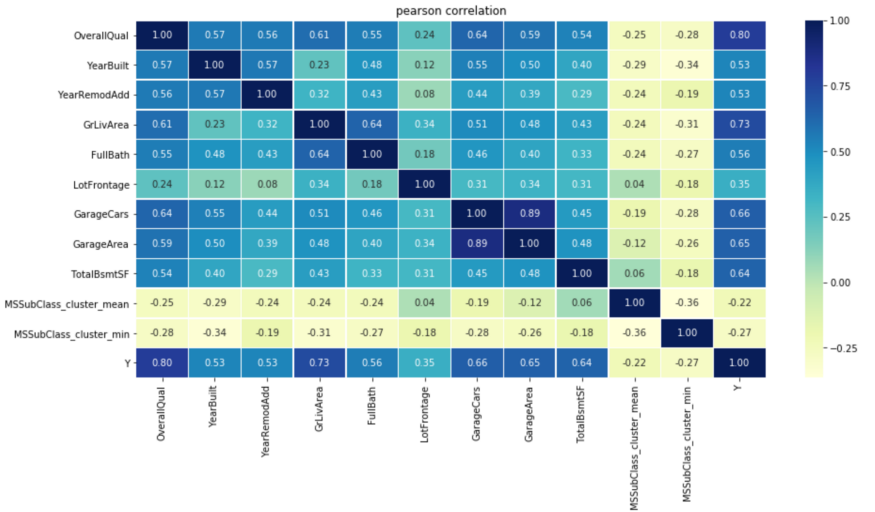 pearson correlation
OverallQual 1.00 0.57 0.56 0.61 0.55 0.24 0.64 0.59 0.54 -0.25 -0.28 0.80
YearBuilt 0.57 1.00 0.57 0.23 0.48 0.12 0.55 0.50 0.40 -0.29 -0.34 0.53
YearRemodAdd 0.56 0.57 1.00 0.32 0.43 0.08 0.44 0.39 0.29 -0.24 -0.19 0.53
GrLivArea 0.61 0.23 0.32 1.00 0.64 0.34 0.51 0.48 0.43 -0.24 -0.31 0.73
FullBath 0.55 0.48 0.43 0.64 1.00 0.18 0.46 0.40 0.33 -0.24 -0.27 0.56
LotFrontage 0.24 0.12 0.08 0.34 0.18 1.00 0.31 0.34 0.31 0.04 -0.18 0.35
GarageCars 0.64 0.55 0.44 0.51 0.46 0.31 1.00 0.89 0.45 -0.19 -0.28 0.66
GarageArea 0.59 0.50 0.39 0.48 0.40 0.34 0.89 1.00 0.48 -0.12 -0.26 0.65
TotalBsmtSF 0.54 0.40 0.29 0.43 0.33 0.31 0.45 0.48 1.00 0.06 -0.18 0.64
MSSubClass_cluster_mean -0.25 -0.29 -0.24 -0.24 -0.24 0.04 -0.19 -0.12 0.06 1.00 -0.36 -0.22
MSSubClass_cluster_min -0.28 -0.34 -0.19 -0.31 -0.27 -0.18 -0.28 -0.26 -0.18 -0.36 1.00 -0.27
Y 0.80 0.53 0.53 0.73 0.56 0.35 0.66 0.65 0.64 -0.22 -0.27 1.00
OverallQual
YearBuilt
YearRemodAdd
GrLivArea
FullBath
LotFrontage
GarageCars
GarageArea
TotalBsmtSF
MSSubClass_cluster_mean
MSSubClass_cluster_min
Y
1.00
0.75
0.50
0.25
0.00
−0.25